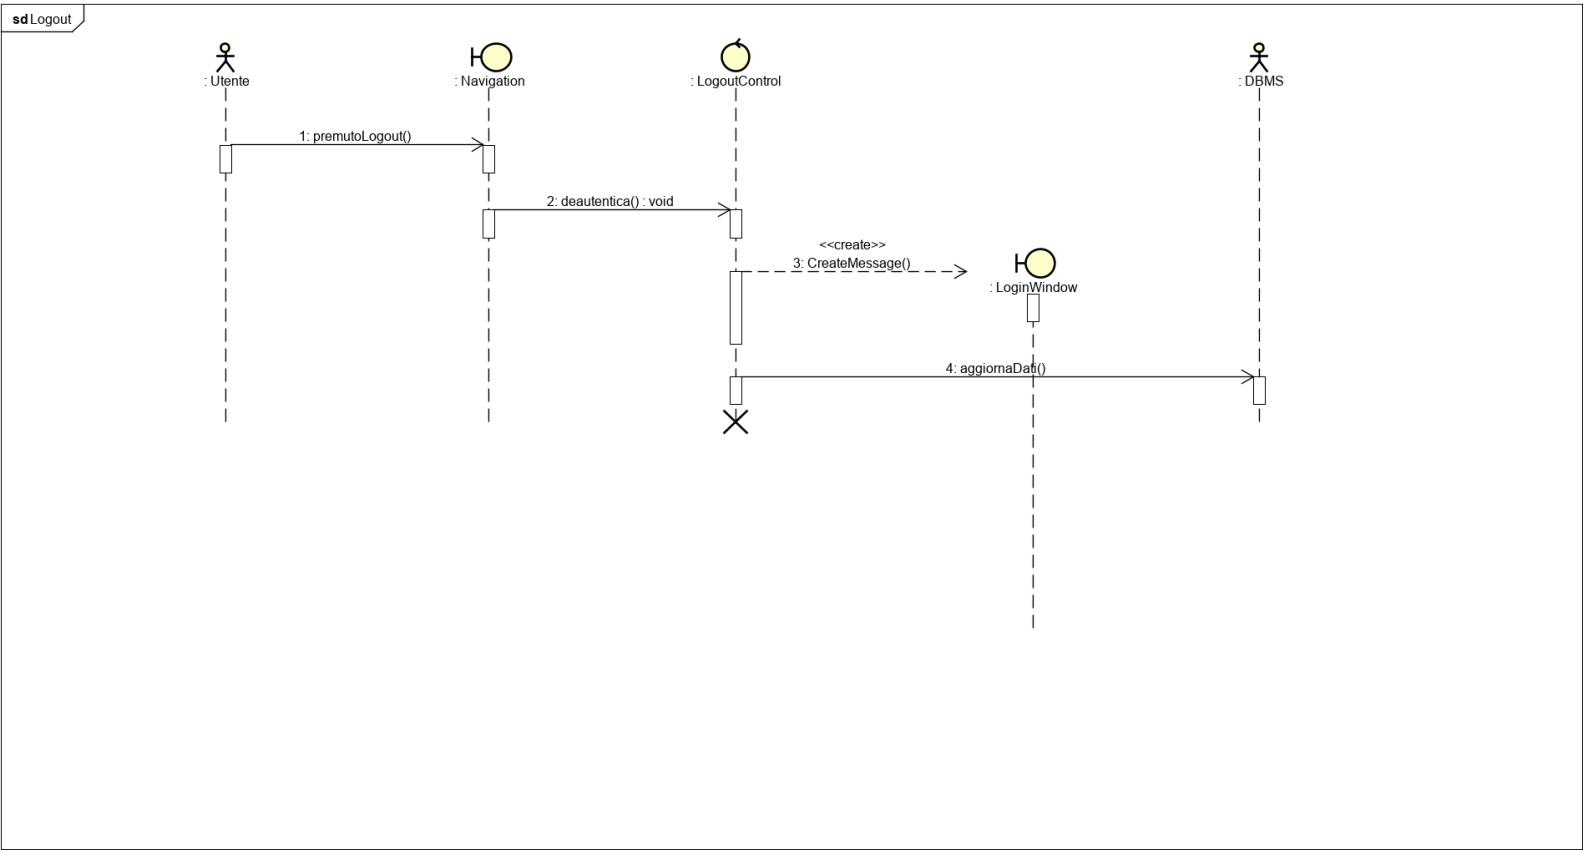 sd Logout
: Utente
: Navigation
: LogoutControl
: DBMS
1: premutoLogout()
2: deautentica() : void
<<create>>
3: CreateMessage()
: LoginWindow
4: aggiornaDati()